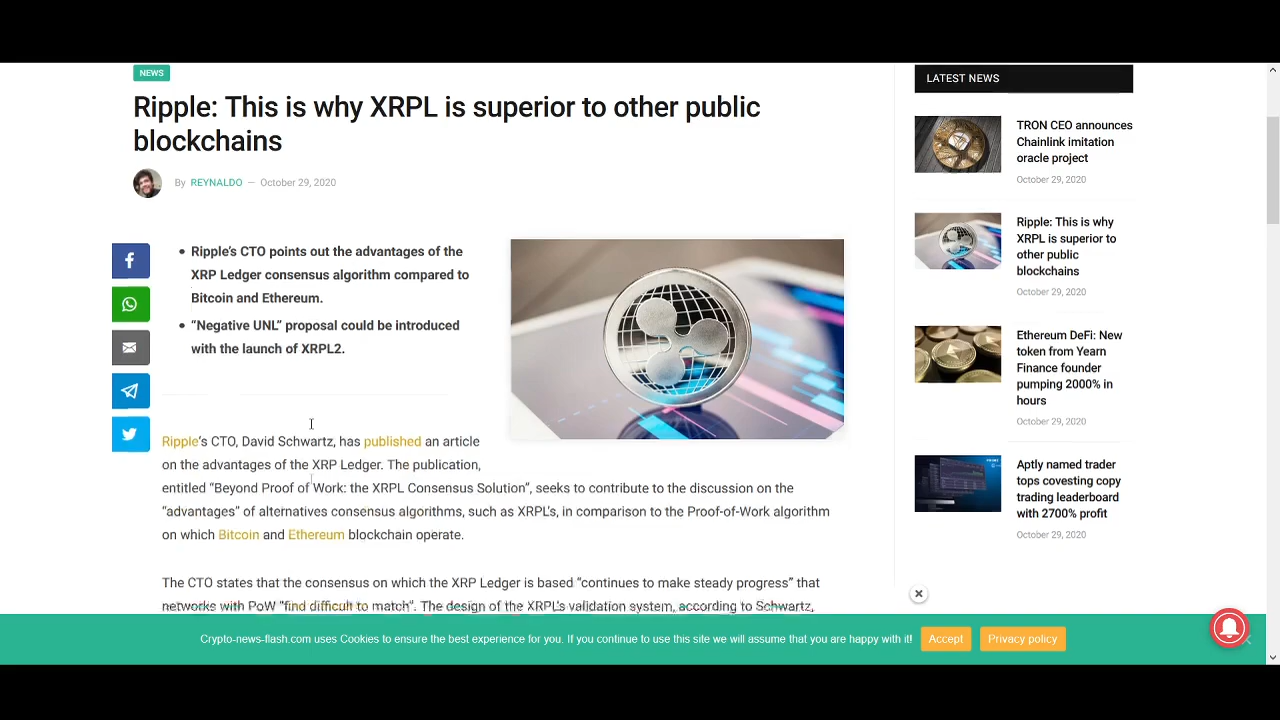 NEWS
Ripple: This is why XRPL is superior to other public
blockchains
By REYNALDO — October 29, 2020
• Ripple's CTO points out the advantages of the
XRP Ledger consensus algorithm compared to
Bitcoin and Ethereum.
• “Negative UNL” proposal could be introduced
with the launch of XRPL2.
Ripple‘s CTO, David Schwartz, has published an article
on the advantages of the XRP Ledger. The publication,
entitled “Beyond Proof of Work: the XRPL Consensus Solution”, seeks to contribute to the discussion on the
“advantages” of alternatives consensus algorithms, such as XRPL’s, in comparison to the Proof-of-Work algorithm
on which Bitcoin and Ethereum blockchain operate.
The CTO states that the consensus on which the XRP Ledger is based “continues to make steady progress” that
networks with PoW “find difficult to match”. The design of the XRPL’s validation system, according to Schwartz,
LATEST NEWS
TRON CEO announces
Chainlink imitation
oracle project
October 29, 2020
Ripple: This is why
XRPL is superior to
other public
blockchains
October 29, 2020
Ethereum DeFi: New
token from Yearn
Finance founder
pumping 2000% in
hours
October 29, 2020
Aptly named trader
tops covesting copy
trading leaderboard
with 2700% profit
October 29, 2020
Crypto-news-flash.com uses Cookies to ensure the best experience for you. If you continue to use this site we will assume that you are happy with it! Accept Privacy policy